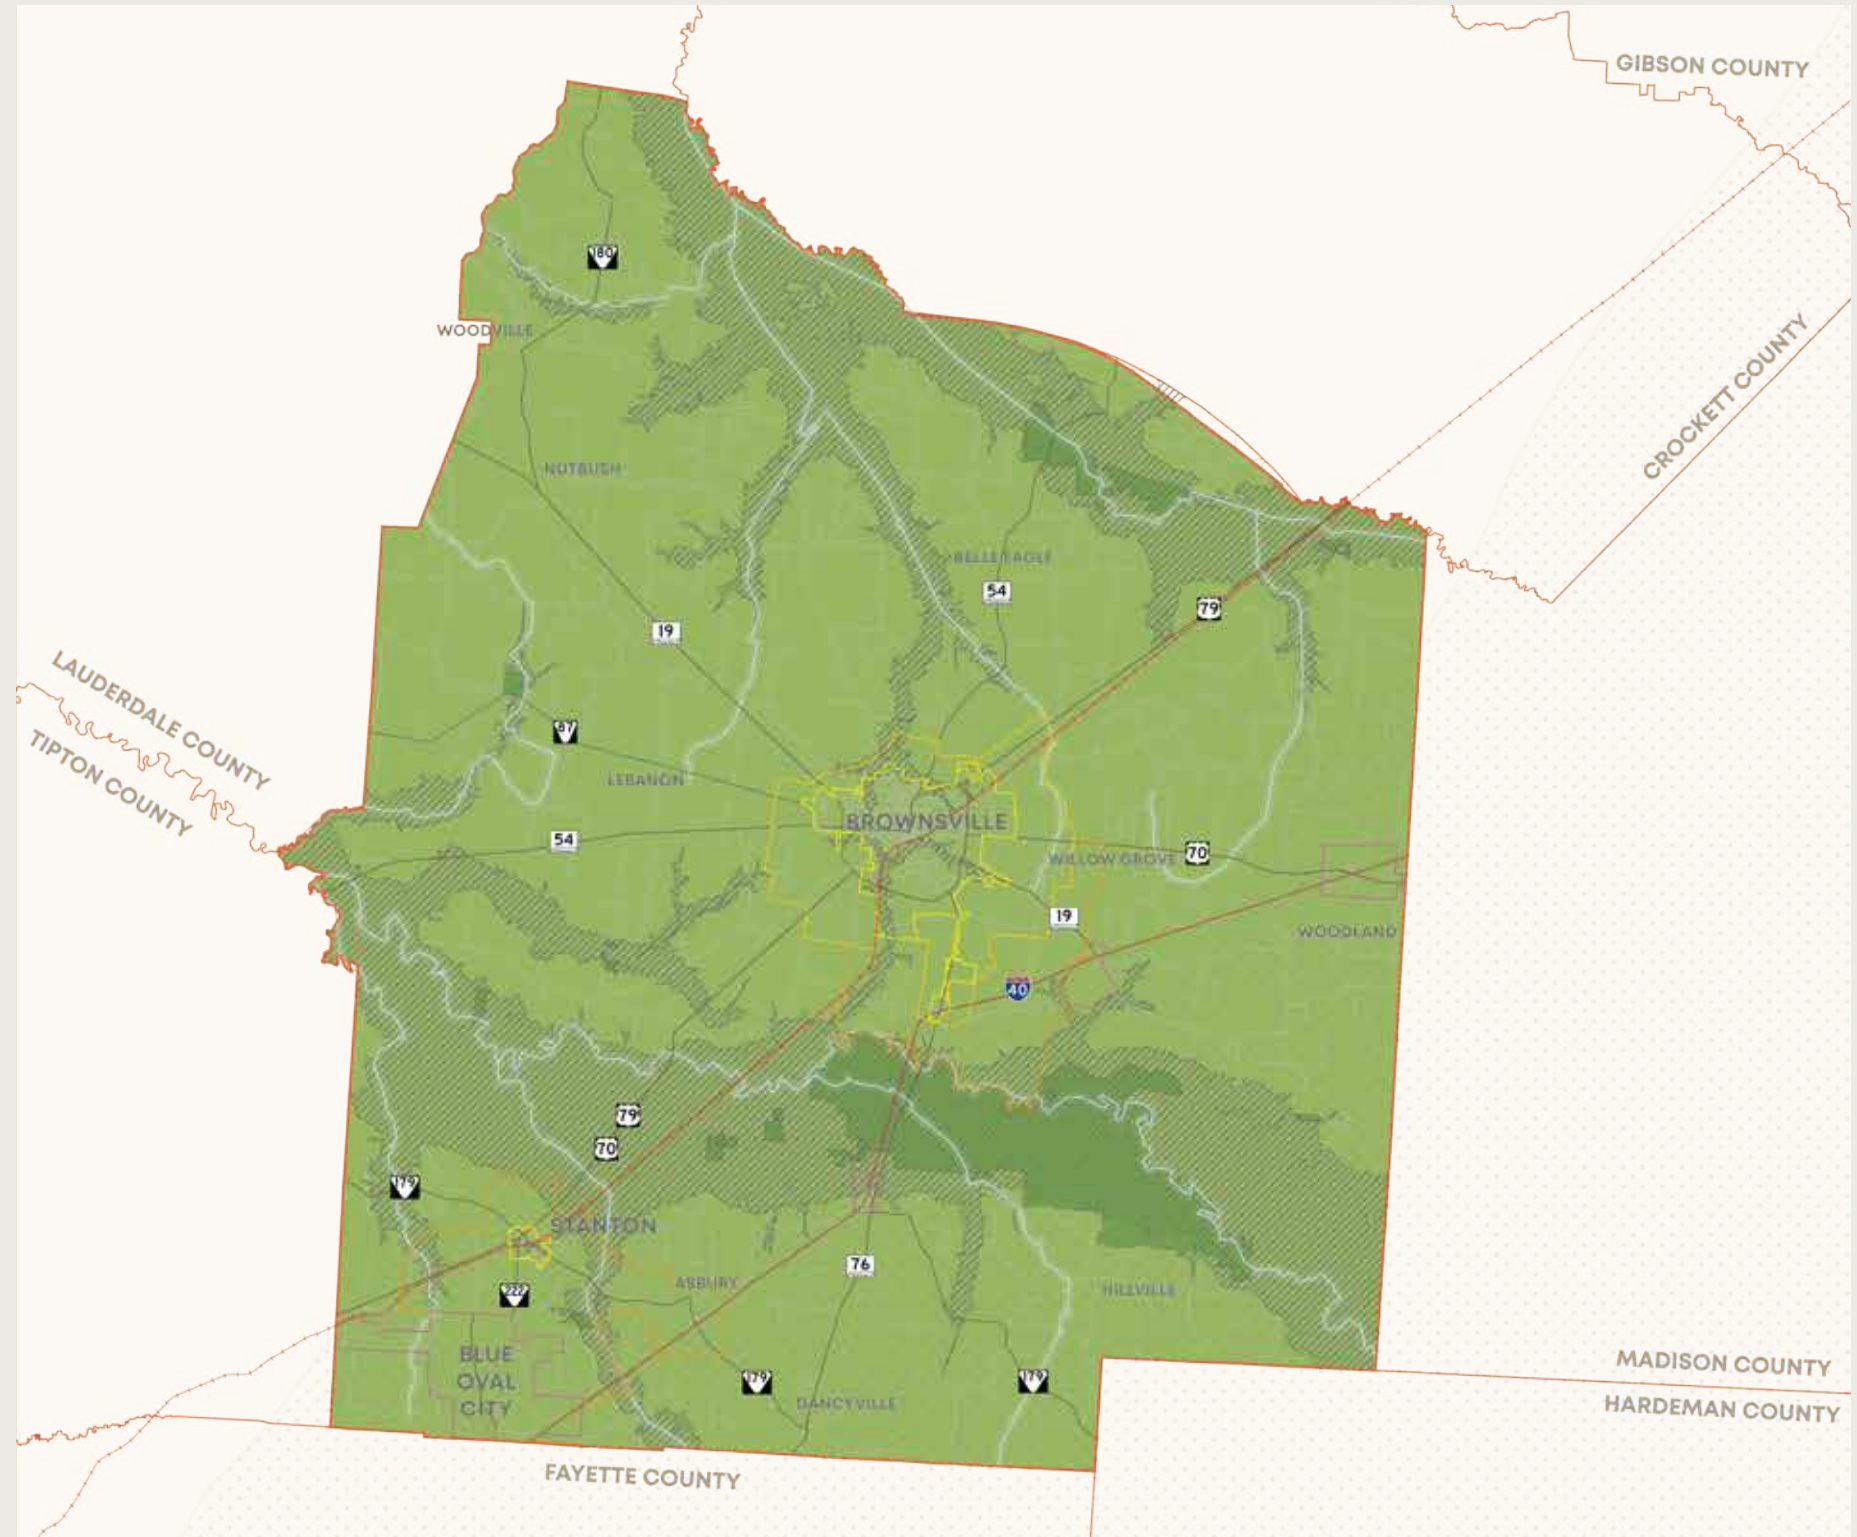 GIBSON COUNTY
180
WOODVILLE
CROCKETT COUNTY
NUTBUSH
BELLE EAGLE
54
79
19
LAUDERDALE COUNTY
TIPTON COUNTY
87
LEBANON
BROWNSVILLE
54
WILLOW GROVE
70
19
WOODLAND
40
79
70
179
STANTON
76
ASBURY
HILLVILLE
222
BLUE
OVAL
CITY
179
179
DANCYVILLE
MADISON COUNTY
HARDEMAN COUNTY
FAYETTE COUNTY